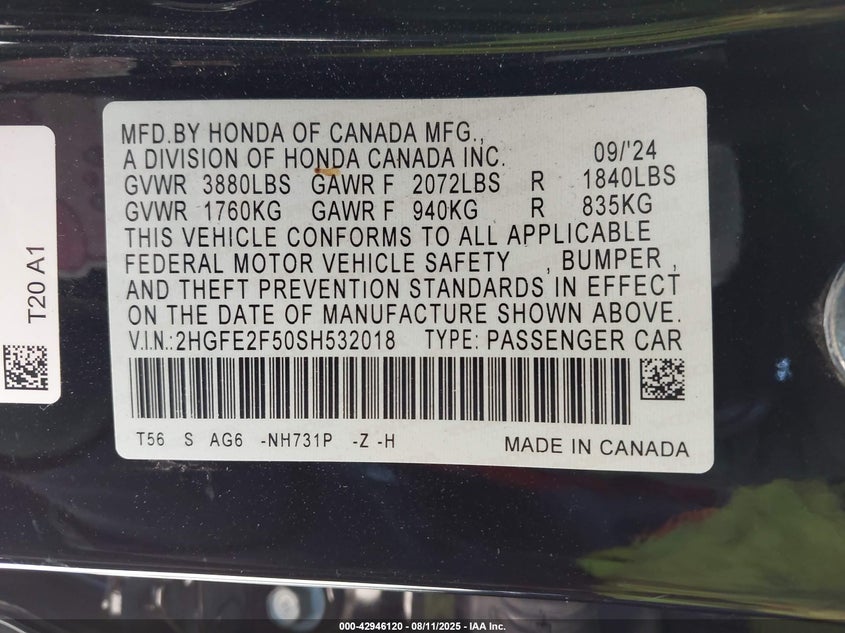 MFD.BY HONDA OF CANADA MFG.,
A DIVISION OF HONDA CANADA INC. 09/'24
GVWR 3880LBS GAWR F 2072LBS R 1840LBS
GVWR 1760KG GAWR F 940KG R 835KG
THIS VEHICLE CONFORMS TO ALL APPLICABLE
FEDERAL MOTOR VEHICLE SAFETY , BUMPER ,
AND THEFT PREVENTION STANDARDS IN EFFECT
ON THE DATE OF MANUFACTURE SHOWN ABOVE.
V.I.N.:2HGFE2F50SH532018 TYPE: PASSENGER CAR
T56 S AG6 -NH731P -Z -H MADE IN CANADA
T20 A1
000-42946120 - 08/11/2025 - IAA Inc.